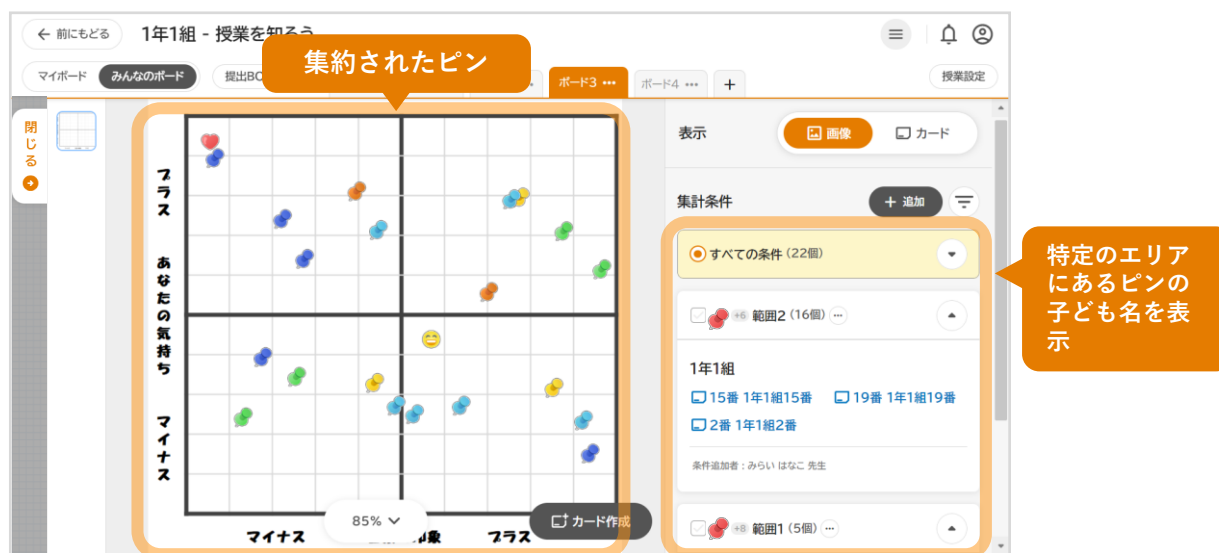 前にもどる
1年1組 - 授業を知ろう
集約されたピン
マイボード
みんなのボード
提出BO
ボード3 •••
ボード4 •••
+
授業設定
閉じる
プラス
あなたの気持ち
マイナス
マイナス
印象
プラス
85%
カード作成
表示
画像
カード
集計条件
+ 追加
すべての条件 (22個)
+6 範囲2 (16個) …
1年1組
15番 1年1組15番
19番 1年1組19番
2番 1年1組2番
条件追加者 : みらい はなこ 先生
+8 範囲1 (5個) …
特定のエリア
にあるピンの
子ども名を表
示